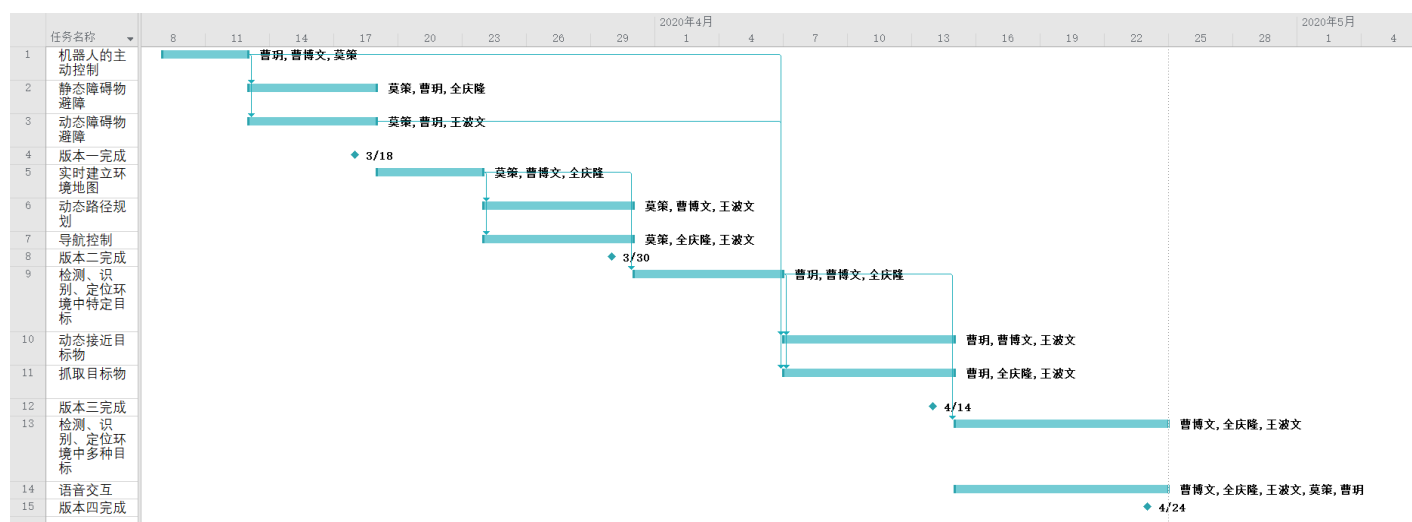 2020年4月
2020年5月
任务名称
8
11
14
17
20
23
26
29
1
4
7
10
13
16
19
22
25
28
1
4
1
机器人的主
动控制
曹玥,曹博文,莫策
2
静态障碍物
避障
莫策,曹玥,全庆隆
3
动态障碍物
避障
莫策,曹玥,王波文
4
版本一完成
3/18
5
实时建立环
境地图
莫策,曹博文,全庆隆
6
动态路径规
划
莫策,曹博文,王波文
7
导航控制
莫策,全庆隆,王波文
8
版本二完成
3/30
9
检测、识
别、定位环
境中特定目
标
曹玥,曹博文,全庆隆
10
动态接近目
标物
曹玥,曹博文,王波文
11
抓取目标物
曹玥,全庆隆,王波文
12
版本三完成
4/14
13
检测、识
别、定位环
境中多种目
标
曹博文,全庆隆,王波文
14
语音交互
曹博文,全庆隆,王波文,莫策,曹玥
15
版本四完成
4/24